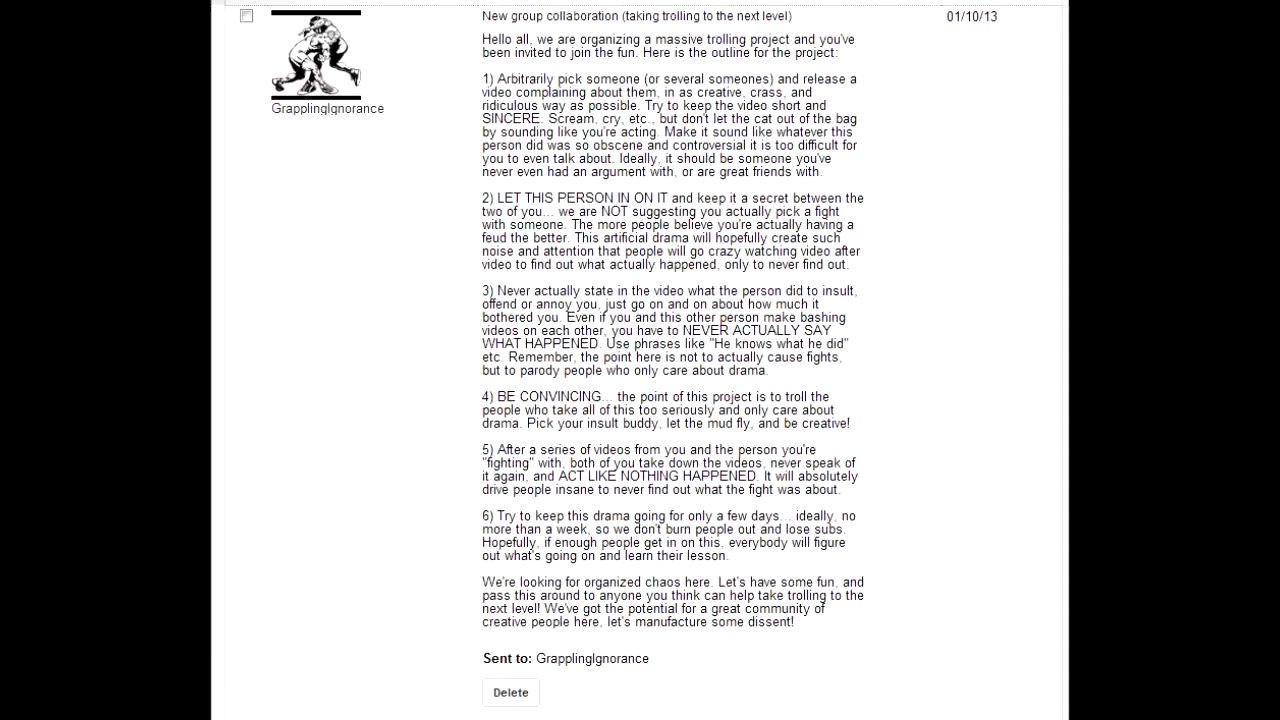 New group collaboration (taking trolling to the next level)
01/10/13
GrapplingIgnorance
Hello all, we are organizing a massive trolling project and you've
been invited to join the fun. Here is the outline for the project:
1) Arbitrarily pick someone (or several someones) and release a
video complaining about them, in as creative, crass, and
ridiculous way as possible. Try to keep the video short and
SINCERE. Scream, cry, etc., but don't let the cat out of the bag
by sounding like you're acting. Make it sound like whatever this
person did was so obscene and controversial it is too difficult for
you to even talk about. Ideally, it should be someone you've
never even had an argument with, or are great friends with.
2) LET THIS PERSON IN ON IT and keep it a secret between the
two of you... we are NOT suggesting you actually pick a fight
with someone. The more people believe you're actually having a
feud the better. This artificial drama will hopefully create such
noise and attention that people will go crazy watching video after
video to find out what actually happened, only to never find out.
3) Never actually state in the video what the person did to insult,
offend or annoy you, just go on and on about how much it
bothered you. Even if you and this other person make bashing
videos on each other, you have to NEVER ACTUALLY SAY
WHAT HAPPENED. Use phrases like "He knows what he did"
etc. Remember, the point here is not to actually cause fights,
but to parody people who only care about drama.
4) BE CONVINCING... the point of this project is to troll the
people who take all of this too seriously and only care about
drama. Pick your insult buddy, let the mud fly, and be creative!
5) After a series of videos from you and the person you're
"fighting" with, both of you take down the videos, never speak of
it again, and ACT LIKE NOTHING HAPPENED. It will absolutely
drive people insane to never find out what the fight was about.
6) Try to keep this drama going for only a few days... ideally, no
more than a week, so we don't burn people out and lose subs.
Hopefully, if enough people get in on this, everybody will figure
out what's going on and learn their lesson.
We're looking for organized chaos here. Let's have some fun, and
pass this around to anyone you think can help take trolling to the
next level! We've got the potential for a great community of
creative people here, let's manufacture some dissent!
Sent to: GrapplingIgnorance
Delete